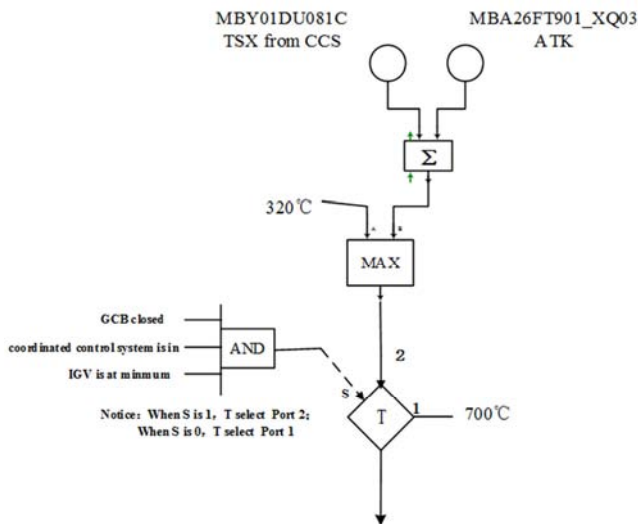 MBY01DU081C
TSX from CCS
MBA26FT901_XQ03
ATK
Σ
320℃
MAX
GCB closed
coordinated control system is in
AND
IGV is at minmum
2
S
1
T
700℃
Notice: When S is 1, T select Port 2;
When S is 0, T select Port 1